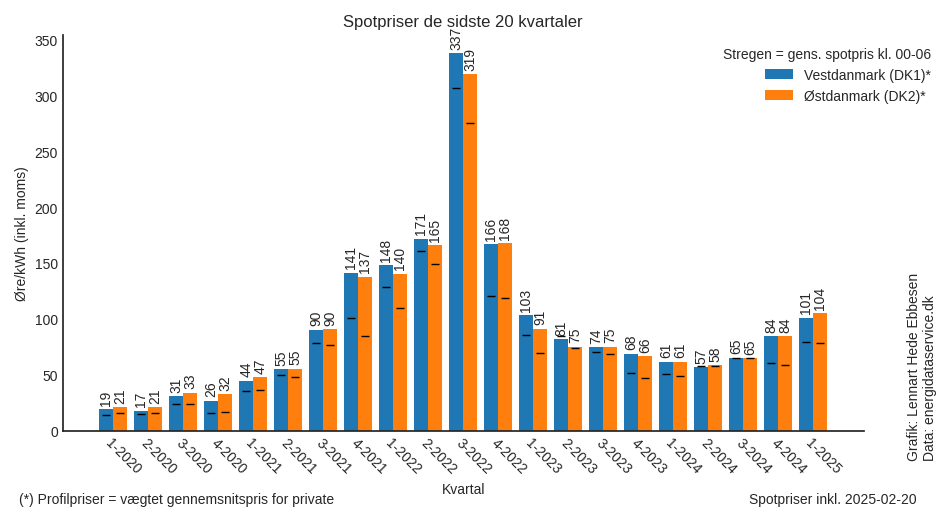 Spotpriser de sidste 20 kvartaler
Stregen = gens. spotpris kl. 00-06
Vestdanmark (DK1)*
Østdanmark (DK2)*
Øre/kWh (inkl. moms)
350
300
250
200
150
100
50
0
19 21 17 21 31 33 26 32 44 47 55 55 90 90 141 137 148 140 171 165 337 319 166 168 103 91 81 75 74 75 68 66 61 61 57 58 65 65 84 84 101 104
1-2020 2-2020 3-2020 4-2020 1-2021 2-2021 3-2021 4-2021 1-2022 2-2022 3-2022 4-2022 1-2023 2-2023 3-2023 4-2023 1-2024 2-2024 3-2024 4-2024 1-2025
Kvartal
Grafik: Lennart Hede Ebbesen
Data: energidataservice.dk
(*) Profilpriser = vægtet gennemsnitspris for private
Spotpriser inkl. 2025-02-20